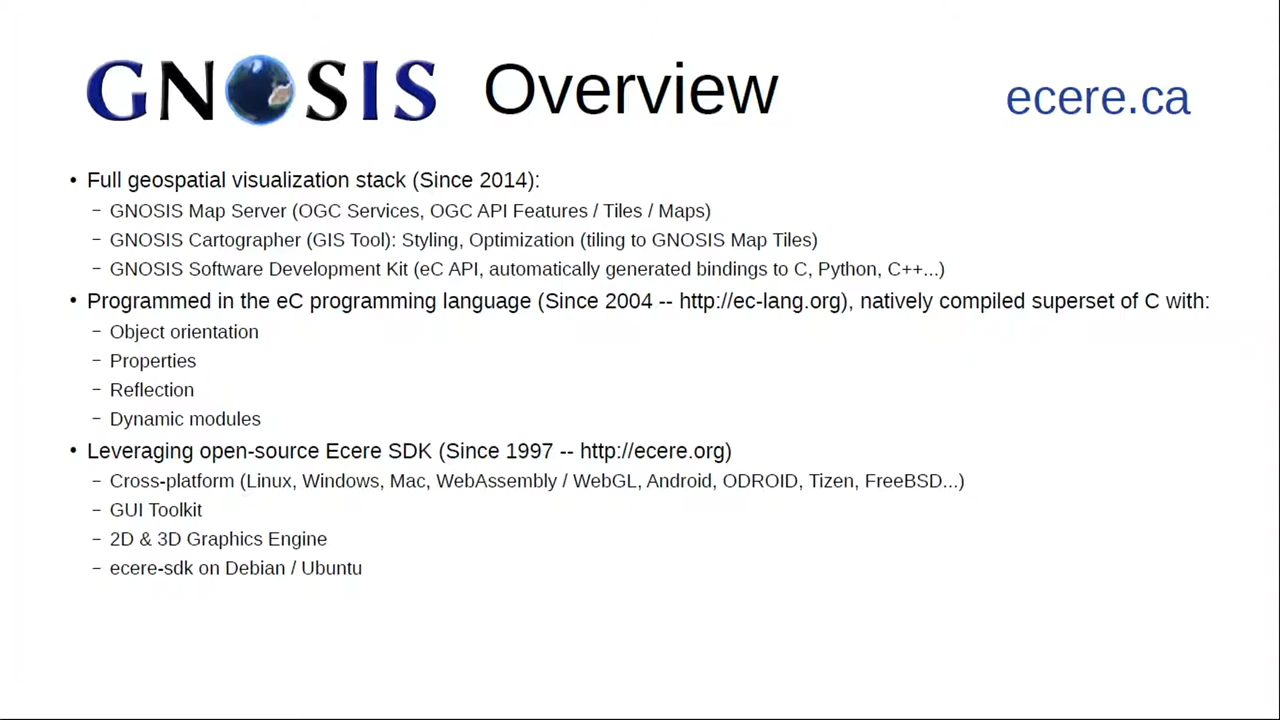 GNOSIS Overview
ecere.ca
• Full geospatial visualization stack (Since 2014):
– GNOSIS Map Server (OGC Services, OGC API Features / Tiles / Maps)
– GNOSIS Cartographer (GIS Tool): Styling, Optimization (tiling to GNOSIS Map Tiles)
– GNOSIS Software Development Kit (eC API, automatically generated bindings to C, Python, C++...)
• Programmed in the eC programming language (Since 2004 -- http://ec-lang.org), natively compiled superset of C with:
– Object orientation
– Properties
– Reflection
– Dynamic modules
• Leveraging open-source Ecere SDK (Since 1997 -- http://ecere.org)
– Cross-platform (Linux, Windows, Mac, WebAssembly / WebGL, Android, ODROID, Tizen, FreeBSD...)
– GUI Toolkit
– 2D & 3D Graphics Engine
– ecere-sdk on Debian / Ubuntu